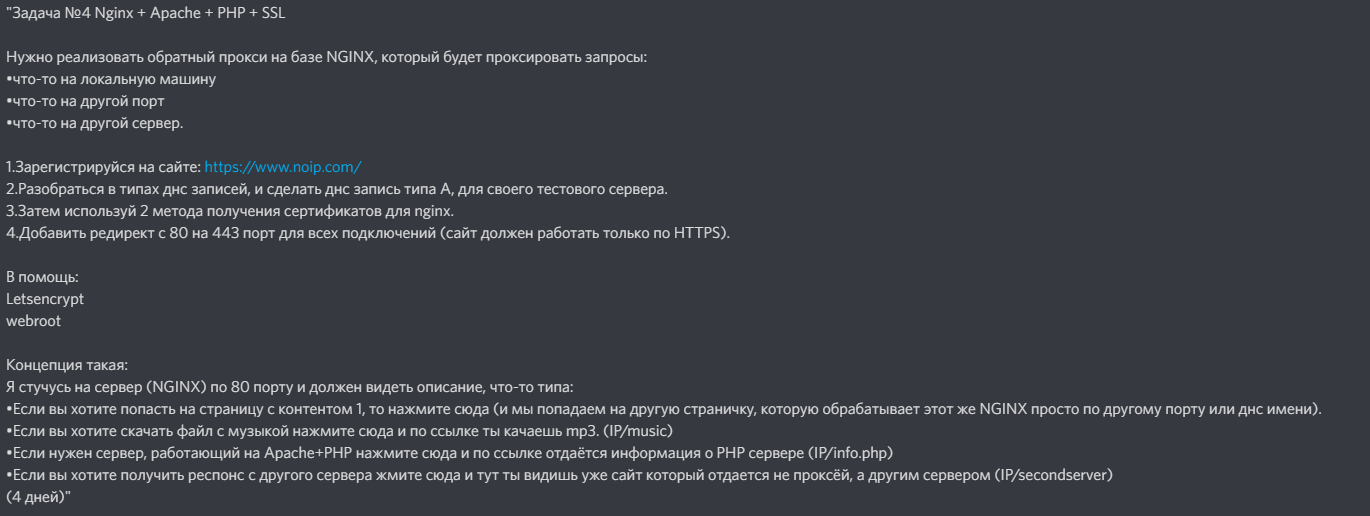 "Задача №4 Nginx + Apache + PHP + SSL
Нужно реализовать обратный прокси на базе NGINX, который будет проксировать запросы:
•что-то на локальную машину
•что-то на другой порт
•что-то на другой сервер.
1.Зарегистрируйся на сайте: https://www.noip.com/
2.Разобраться в типах днс записей, и сделать днс запись типа А, для своего тестового сервера.
3.Затем используй 2 метода получения сертификатов для nginx.
4.Добавить редирект с 80 на 443 порт для всех подключений (сайт должен работать только по HTTPS).
В помощь:
Letsencrypt
webroot
Концепция такая:
Я стучусь на сервер (NGINX) по 80 порту и должен видеть описание, что-то типа:
•Если вы хотите попасть на страницу с контентом 1, то нажмите сюда (и мы попадаем на другую страничку, которую обрабатывает этот же NGINX просто по другому порту или днс имени).
•Если вы хотите скачать файл с музыкой нажмите сюда и по ссылке ты качаешь mp3. (IP/music)
•Если нужен сервер, работающий на Apache+PHP нажмите сюда и по ссылке отдаётся информация о PHP сервере (IP/info.php)
•Если вы хотите получить респонс с другого сервера жмите сюда и тут ты видишь уже сайт который отдается не проксёй, а другим сервером (IP/secondserver)
(4 дней)"